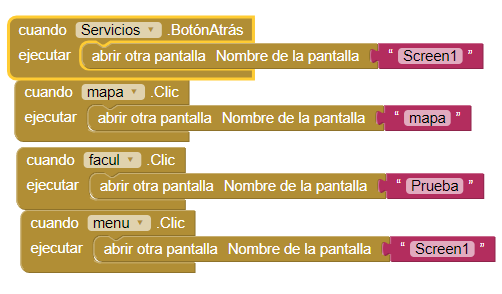 cuando Servicios .BotónAtrás
ejecutar abrir otra pantalla Nombre de la pantalla “ Screen1 ”
cuando mapa .Clic
ejecutar abrir otra pantalla Nombre de la pantalla “ mapa ”
cuando facul .Clic
ejecutar abrir otra pantalla Nombre de la pantalla “ Prueba ”
cuando menu .Clic
ejecutar abrir otra pantalla Nombre de la pantalla “ Screen1 ”